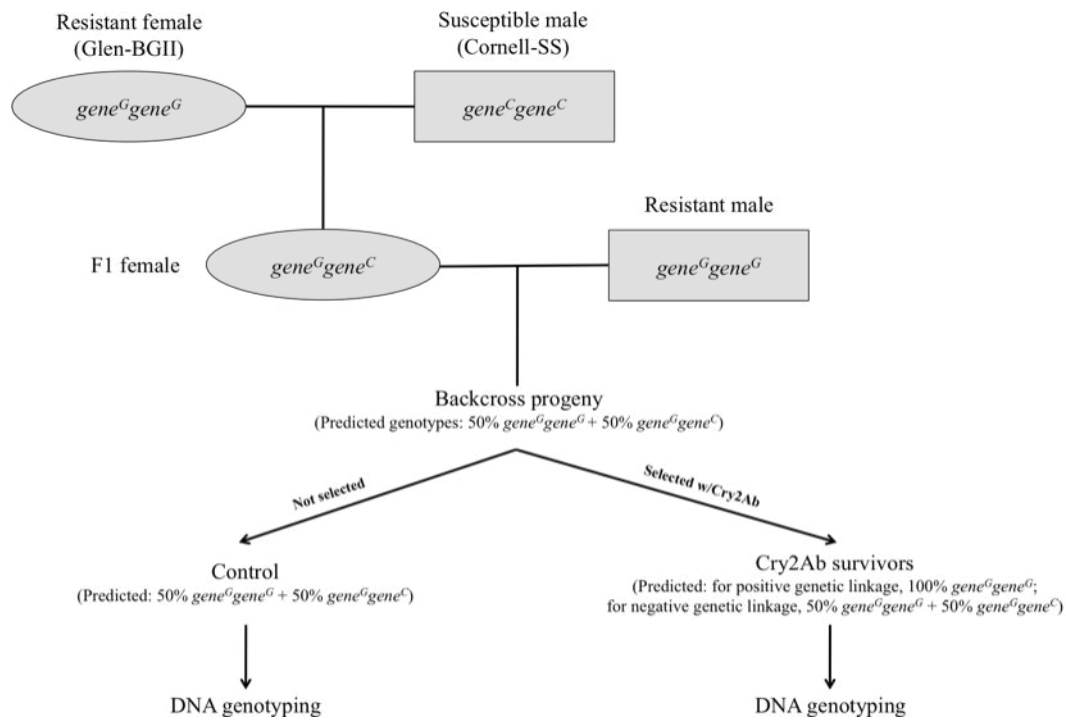 Resistant female
(Glen-BGII)
Susceptible male
(Cornell-SS)
geneᴳgeneᴳ
geneᶜgeneᶜ
Resistant male
F1 female
geneᴳgeneᶜ
geneᴳgeneᴳ
Backcross progeny
(Predicted genotypes: 50% geneᴳgeneᴳ + 50% geneᴳgeneᶜ)
Not selected
Selected w/Cry2Ab
Control
(Predicted: 50% geneᴳgeneᴳ + 50% geneᴳgeneᶜ)
Cry2Ab survivors
(Predicted: for positive genetic linkage, 100% geneᴳgeneᴳ;
for negative genetic linkage, 50% geneᴳgeneᴳ + 50% geneᴳgeneᶜ)
DNA genotyping
DNA genotyping